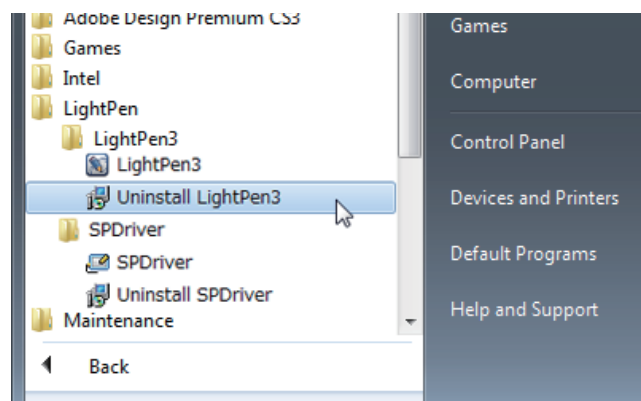 Adobe Design Premium CS3
Games
Intel
LightPen
LightPen3
LightPen3
Uninstall LightPen3
SPDriver
SPDriver
Uninstall SPDriver
Maintenance
Back
Games
Computer
Control Panel
Devices and Printers
Default Programs
Help and Support